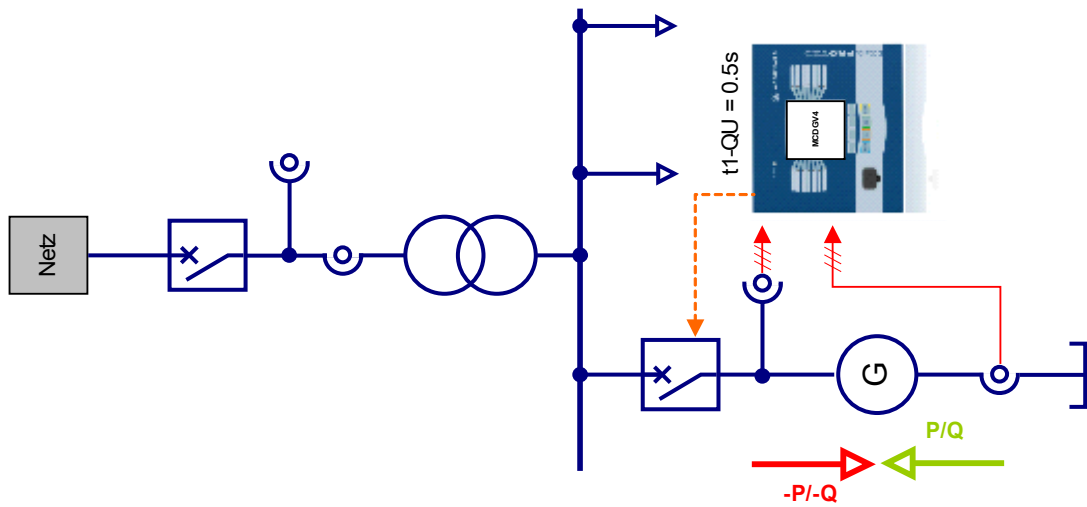 Netz
t1-QU = 0.5s
MCDGV4
G
P/Q
-P/-Q